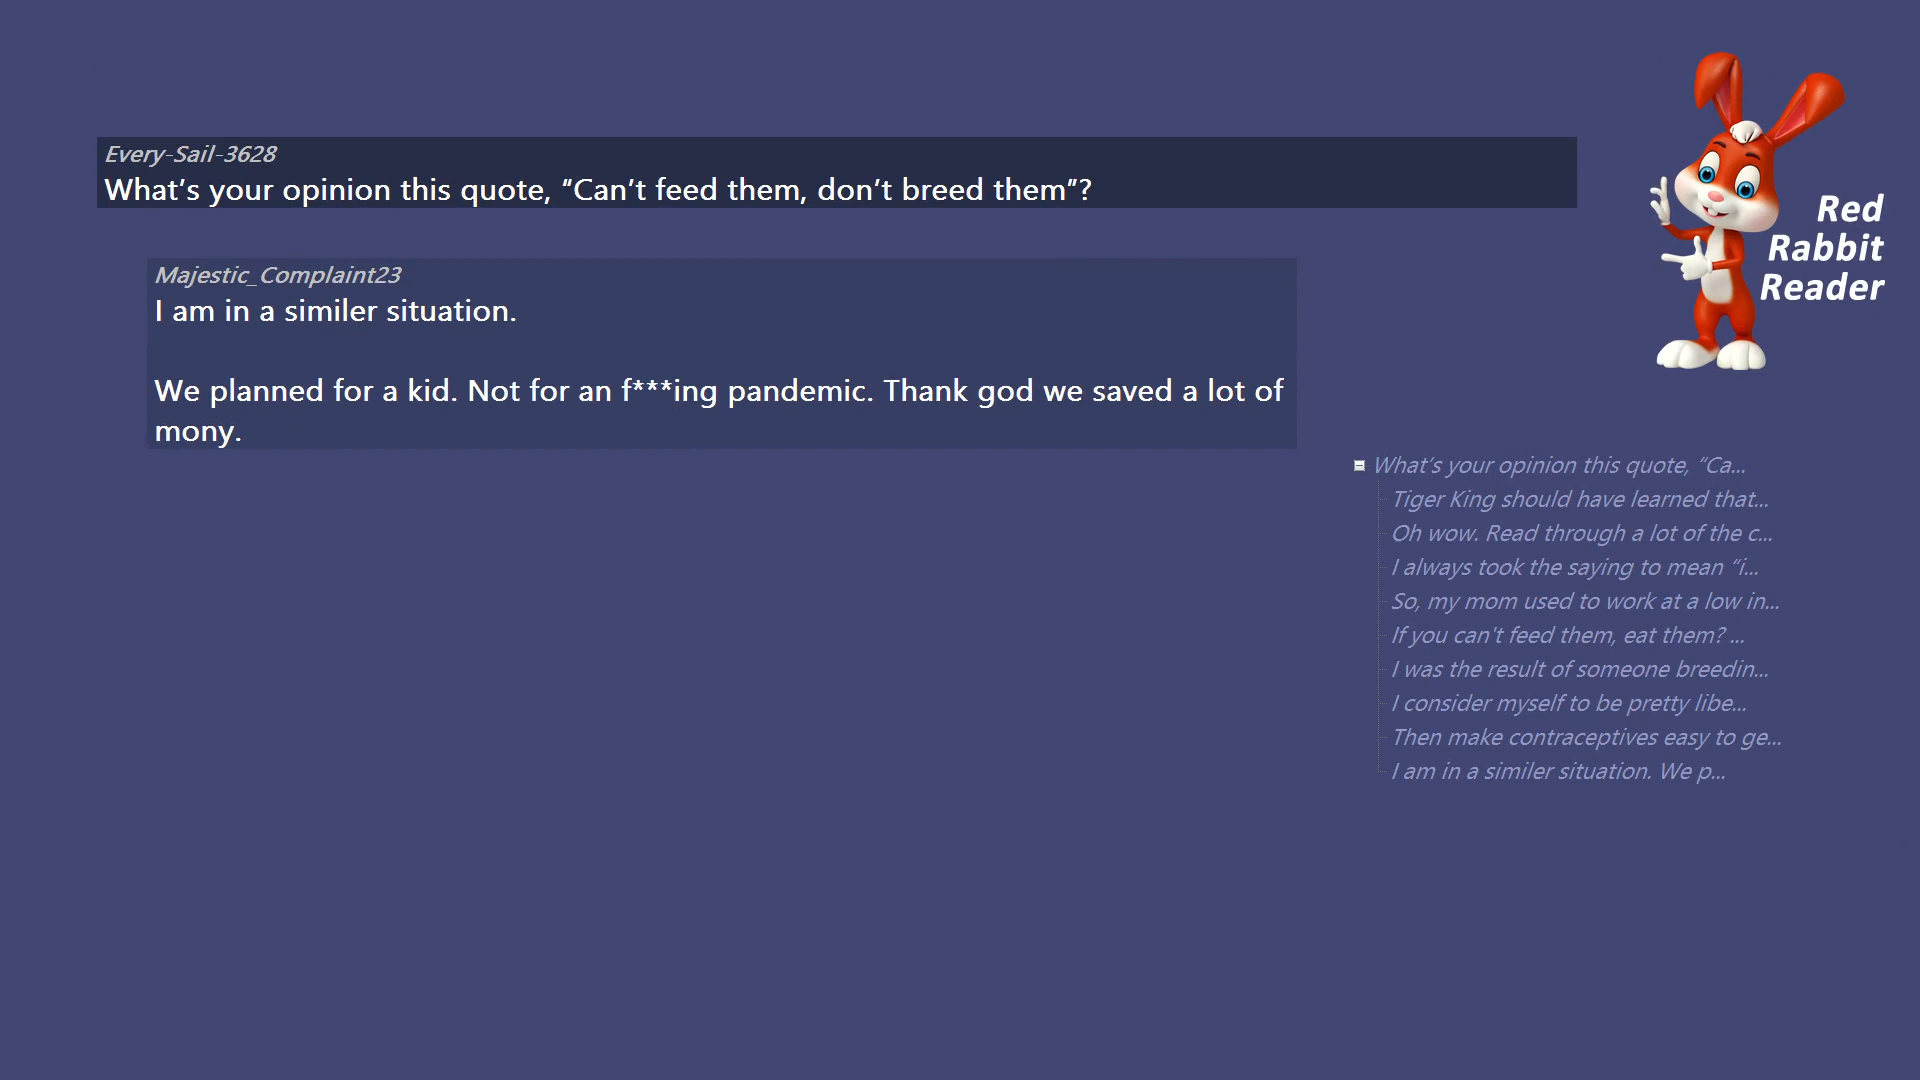 Every-Sail-3628
What’s your opinion this quote, “Can’t feed them, don’t breed them”?
Majestic_Complaint23
I am in a similer situation.
We planned for a kid. Not for an f***ing pandemic. Thank god we saved a lot of
mony.
Red
Rabbit
Reader
What’s your opinion this quote, “Ca...
Tiger King should have learned that...
Oh wow. Read through a lot of the c...
I always took the saying to mean “i...
So, my mom used to work at a low in...
If you can't feed them, eat them? ...
I was the result of someone breedin...
I consider myself to be pretty libe...
Then make contraceptives easy to ge...
I am in a similer situation. We p...